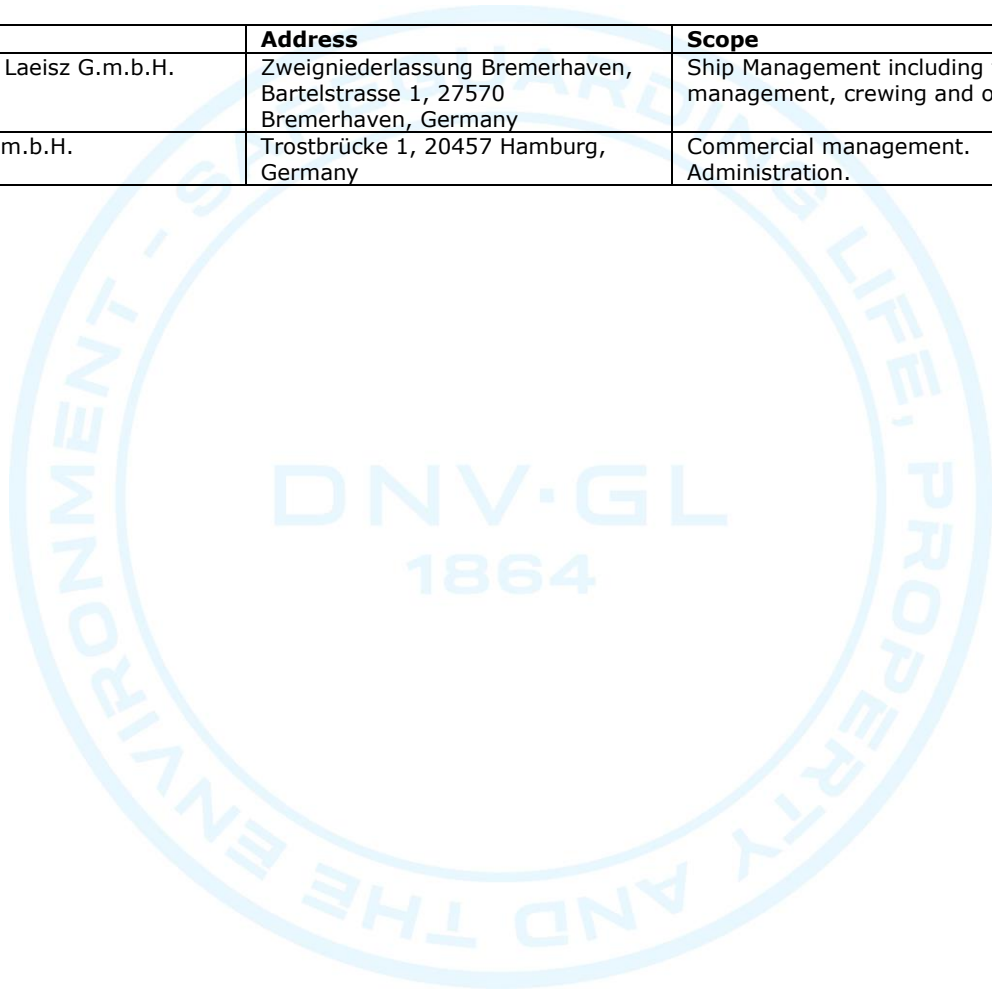 Address Scope
Laeisz G.m.b.H. Zweigniederlassung Bremerhaven, Ship Management including
Bartelstrasse 1, 27570 management, crewing and
Bremerhaven, Germany
m.b.H. Trostbrücke 1, 20457 Hamburg, Commercial management.
Germany Administration.
SAFEGUARDING LIFE, PROPERTY AND THE ENVIRONMENT -
DNV·GL
1864